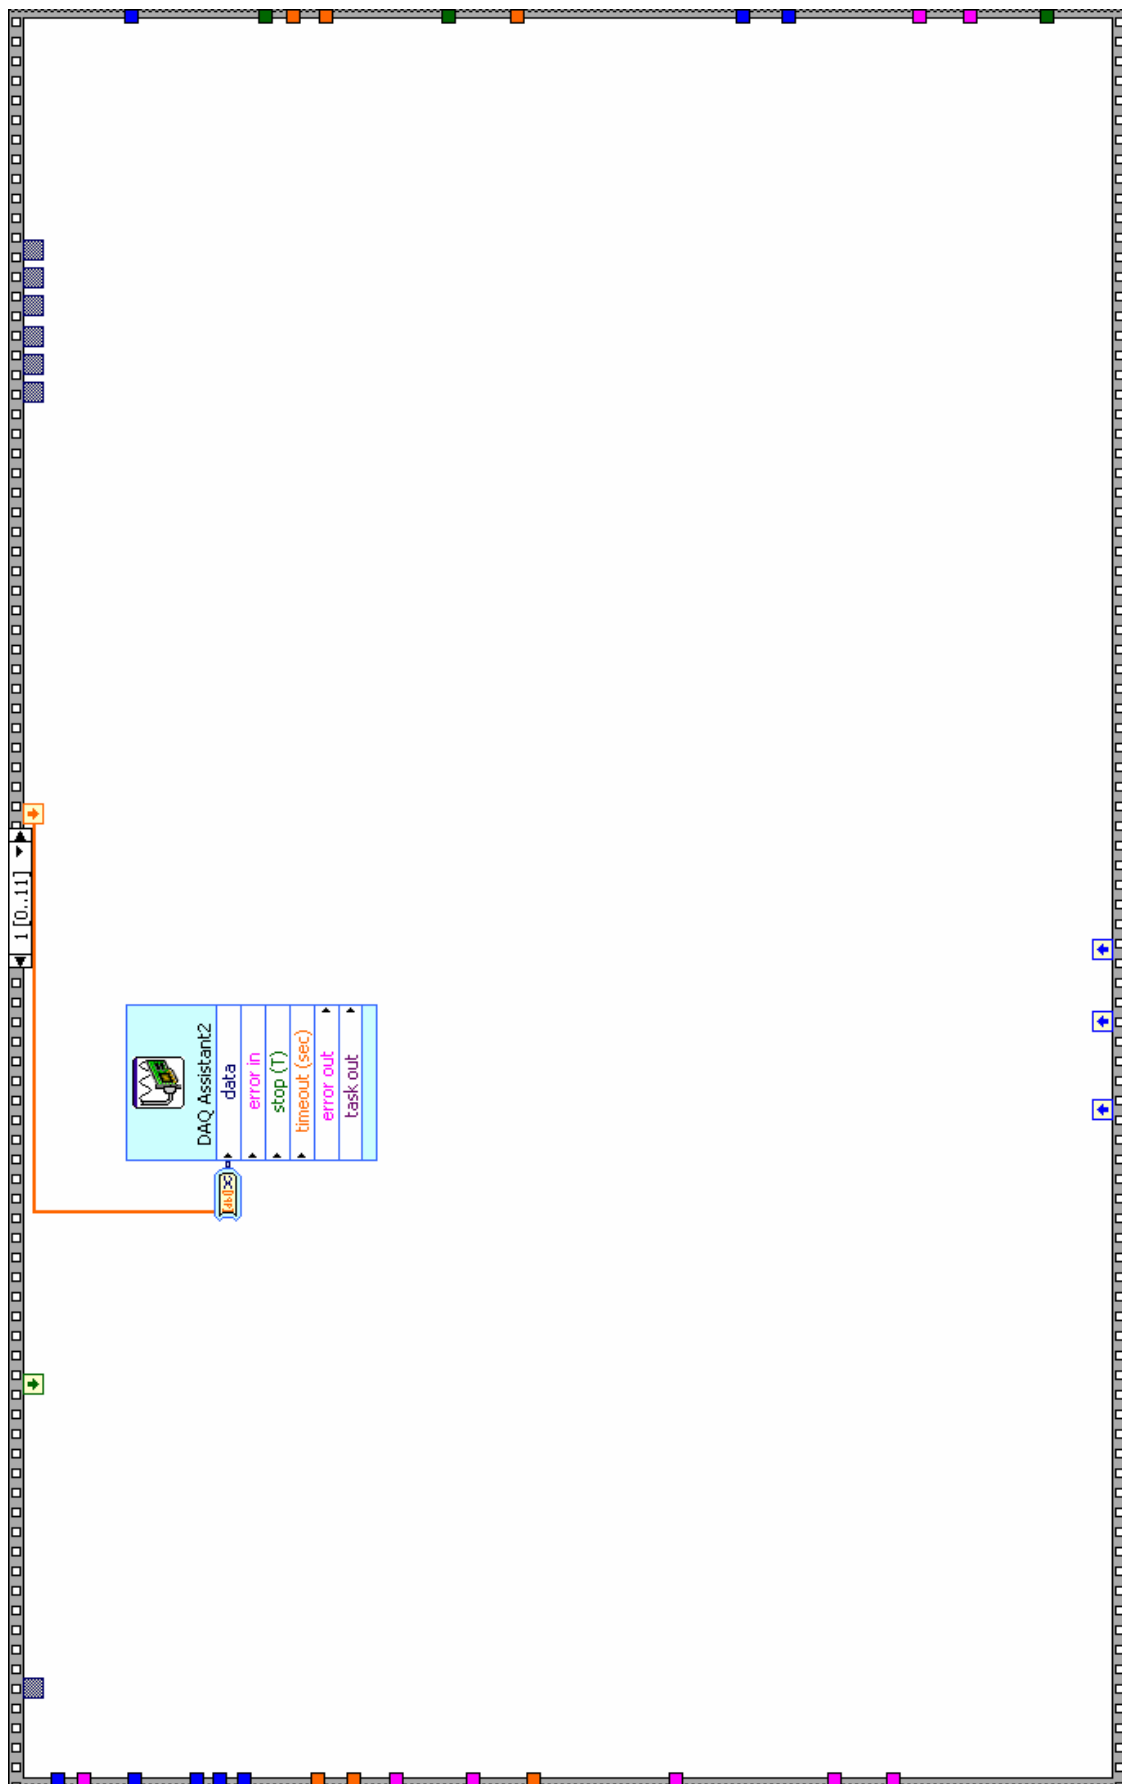 1 [0..11]
DAQ Assistant2
data
error in
stop (T)
timeout (sec)
error out
task out